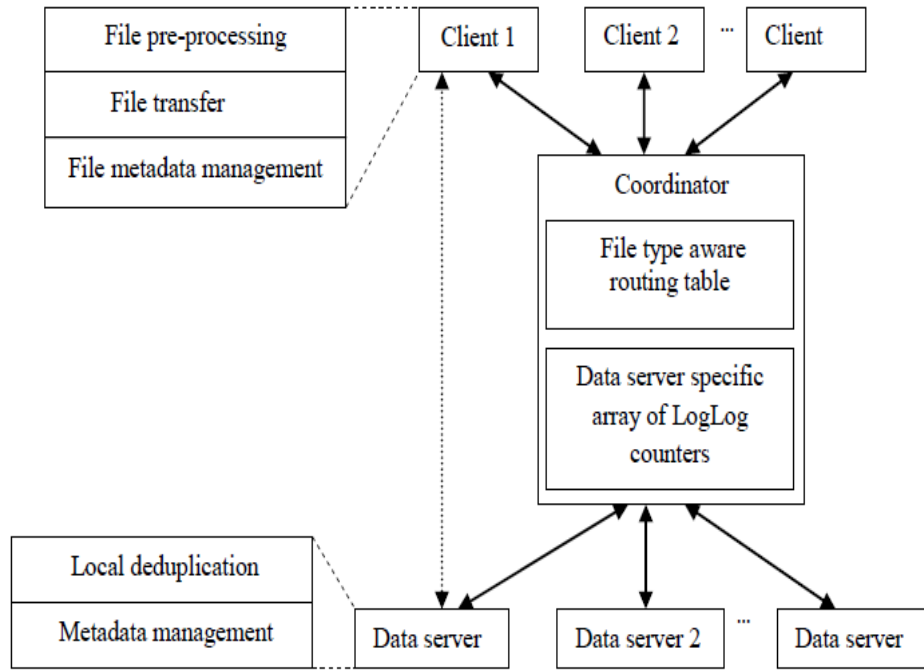 File pre-processing
File transfer
File metadata management
Client 1
Client 2
...
Client
Coordinator
File type aware
routing table
Data server specific
array of LogLog
counters
Local deduplication
Metadata management
Data server
Data server 2
...
Data server